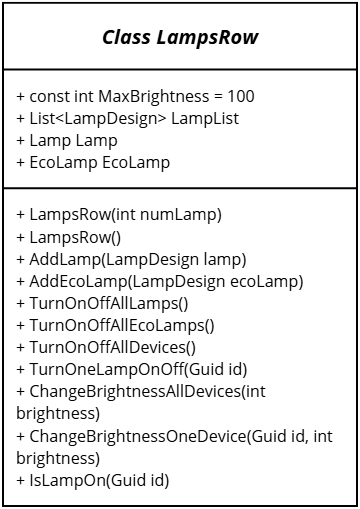 Class LampsRow
+ const int MaxBrightness = 100
+ List<LampDesign> LampList
+ Lamp Lamp
+ EcoLamp EcoLamp
+ LampsRow(int numLamp)
+ LampsRow()
+ AddLamp(LampDesign lamp)
+ AddEcoLamp(LampDesign ecoLamp)
+ TurnOnOffAllLamps()
+ TurnOnOffAllEcoLamps()
+ TurnOnOffAllDevices()
+ TurnOneLampOnOff(Guid id)
+ ChangeBrightnessAllDevices(int
brightness)
+ ChangeBrightnessOneDevice(Guid id, int
brightness)
+ IsLampOn(Guid id)